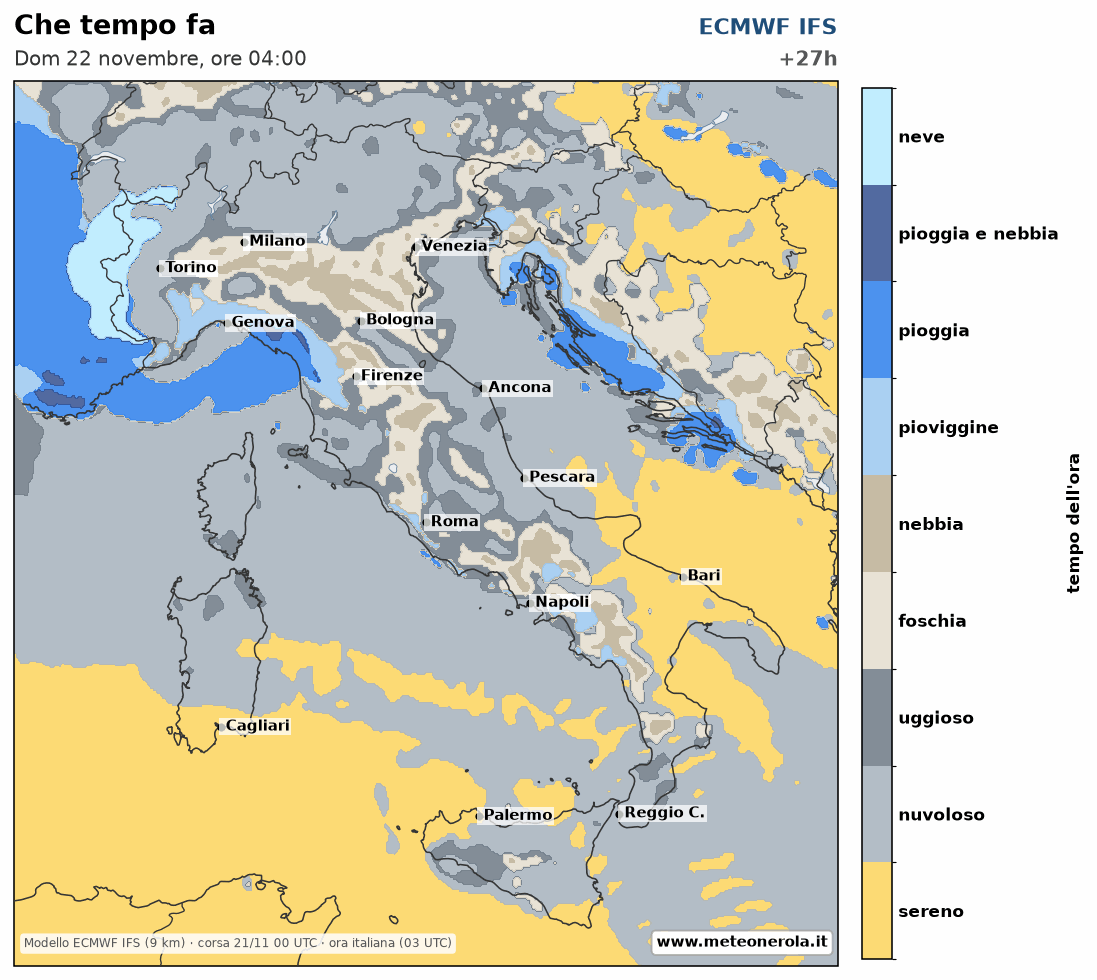 Che tempo fa
ECMWF IFS
Dom 22 novembre, ore 04:00
+27h
neve
pioggia e nebbia
pioggia
pioviggine
nebbia
foschia
uggioso
nuvoloso
sereno
tempo dell'ora
Milano
Venezia
Torino
Genova
Bologna
Firenze
Ancona
Pescara
Roma
Bari
Napoli
Cagliari
Palermo
Reggio C.
Modello ECMWF IFS (9 km) · corsa 21/11 00 UTC · ora italiana (03 UTC)
www.meteonerola.it